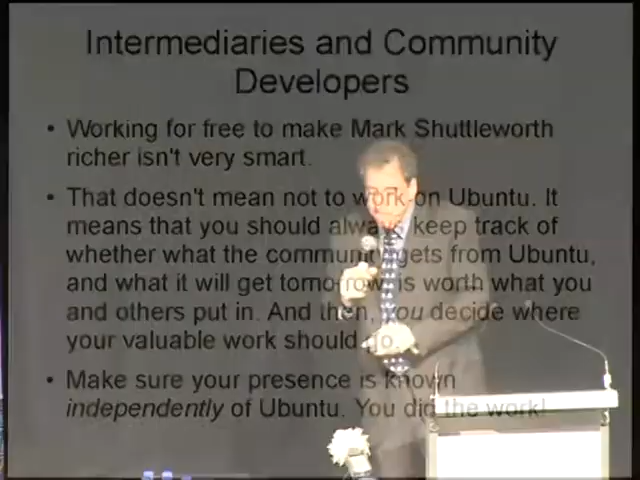 Intermediaries and Community
Developers
• Working for free to make Mark Shuttleworth
richer isn't very smart.
• That doesn't mean not to work on Ubuntu. It
means that you should always keep track of
whether what the community gets from Ubuntu,
and what it will get tomorrow, is worth what you
and others put in. And then, you decide where
your valuable work should go.
• Make sure your presence is known
independently of Ubuntu. You did the work!